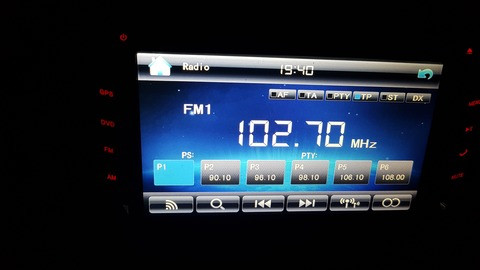 Radio 19:40
AF TA PTY TP ST DX
FM1
102.70 MHz
PS: PTY:
P1 P2 P3 P4 P5 P6
90.10 96.10 98.10 106.10 108.00
GPS
DVD
FM
AM